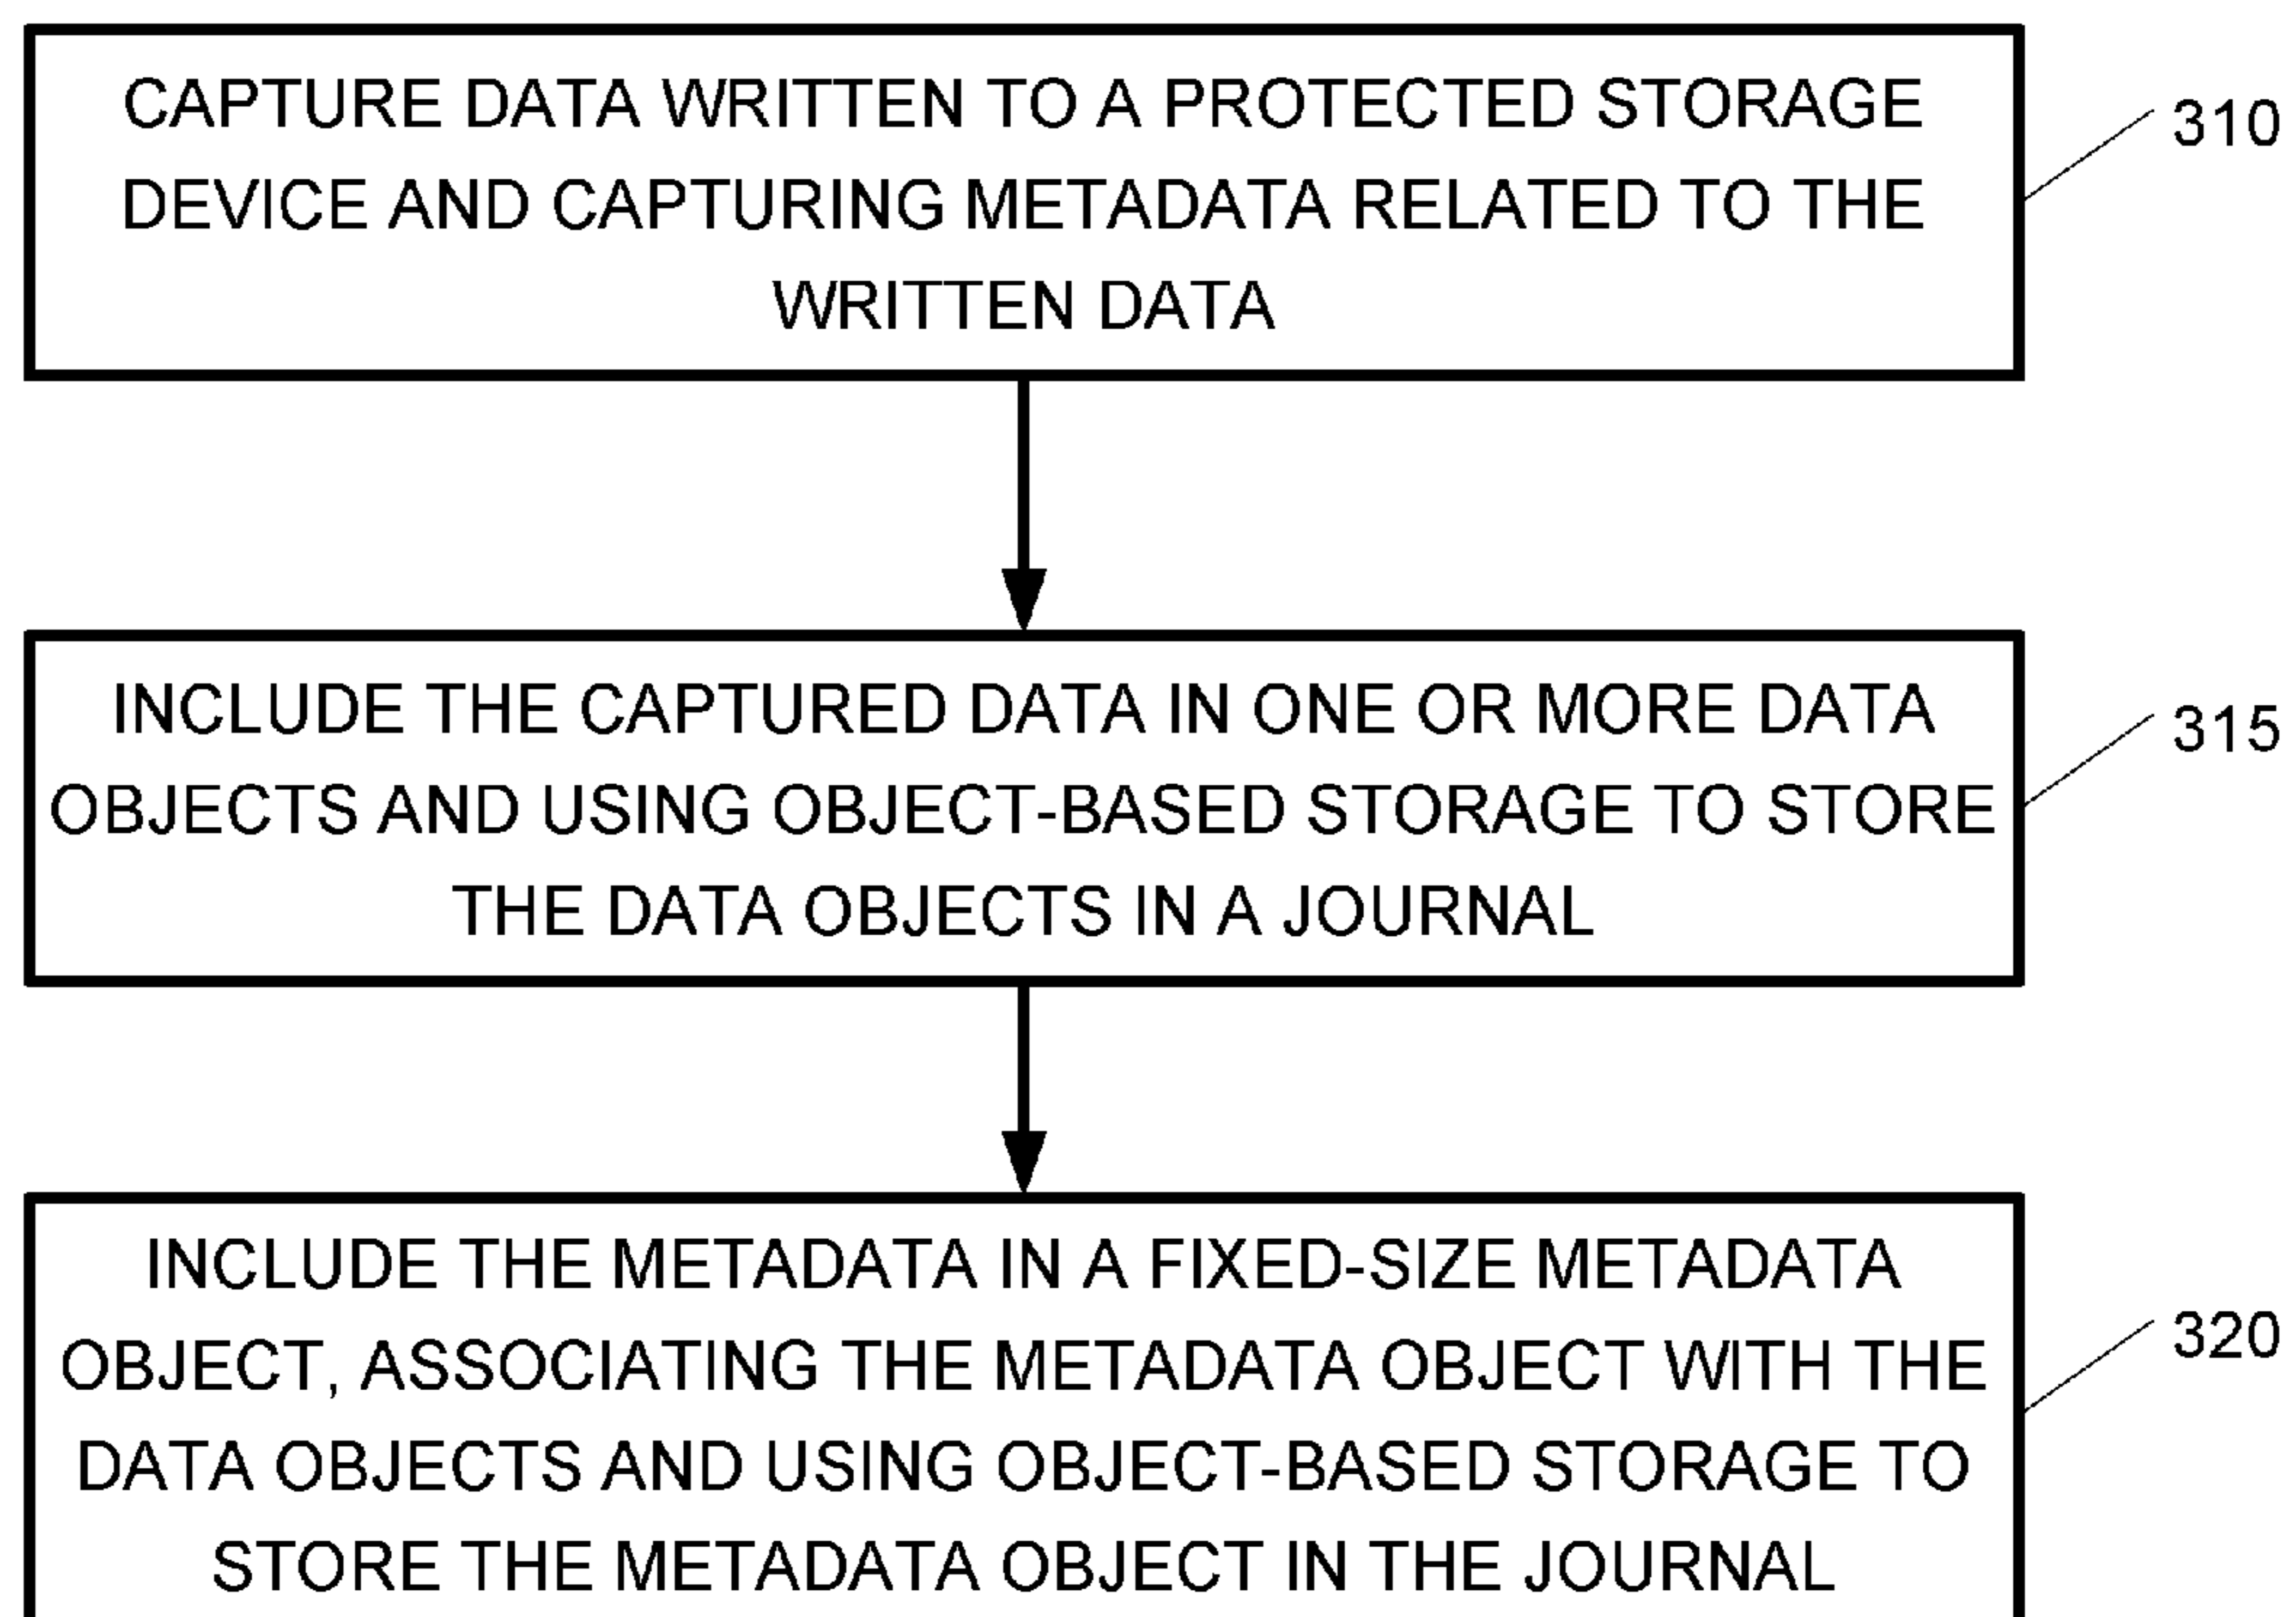 CAPTURE DATA WRITTEN TO A PROTECTED STORAGE
DEVICE AND CAPTURING METADATA RELATED TO THE
WRITTEN DATA
310
INCLUDE THE CAPTURED DATA IN ONE OR MORE DATA
OBJECTS AND USING OBJECT-BASED STORAGE TO STORE
THE DATA OBJECTS IN A JOURNAL
315
INCLUDE THE METADATA IN A FIXED-SIZE METADATA
OBJECT, ASSOCIATING THE METADATA OBJECT WITH THE
DATA OBJECTS AND USING OBJECT-BASED STORAGE TO
STORE THE METADATA OBJECT IN THE JOURNAL
320